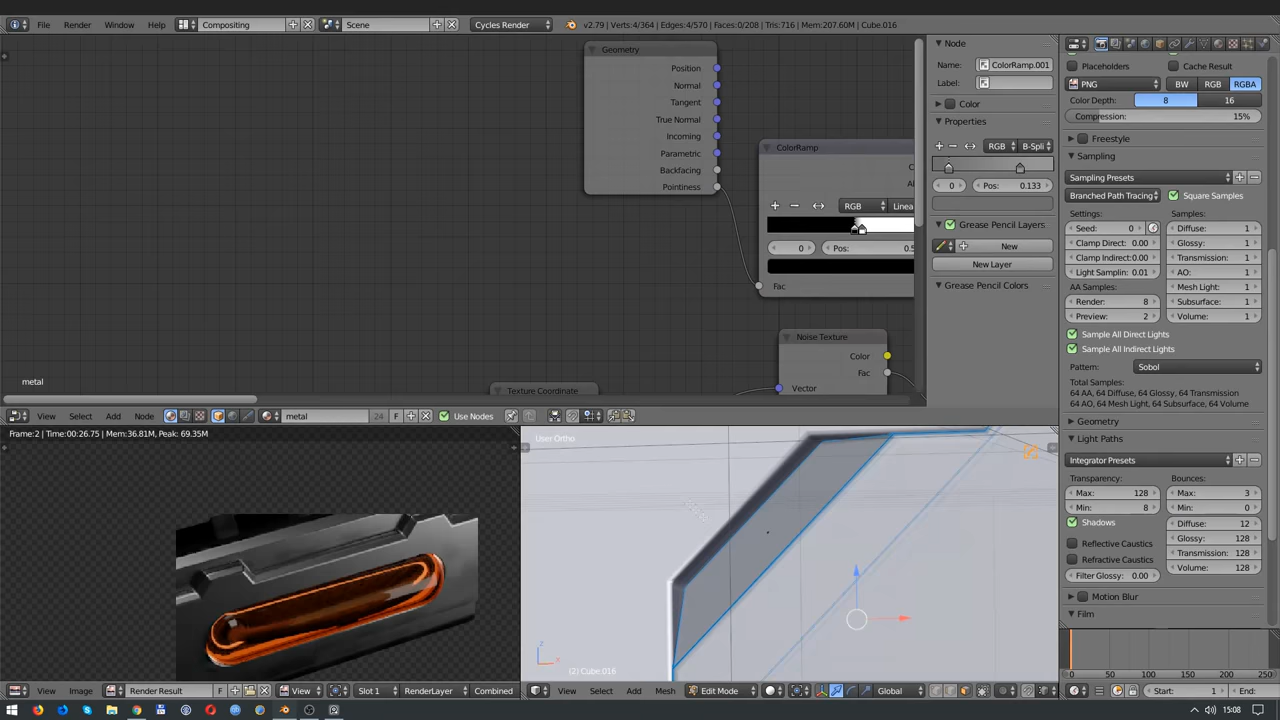 File Render Window Help Compositing Scene Cycles Render v2.79 | Verts:4/364 | Edges:4/570 | Faces:0/208 | Tris:716 | Mem:207.60M | Cube.016
Geometry
Position
Normal
Tangent
True Normal
Incoming
Parametric
Backfacing
Pointiness
ColorRamp
RGB Linea
0 Pos: 0.5
Fac
Noise Texture
Color
Fac
Vector
Texture Coordinate
metal
Node
Name: ColorRamp.001
Label:
Color
Properties
RGB B-Spli
0 Pos: 0.133
Grease Pencil Layers
New
New Layer
Grease Pencil Colors
Placeholders Cache Result
PNG BW RGB RGBA
Color Depth: 8 16
Compression: 15%
Freestyle
Sampling
Sampling Presets
Branched Path Tracing Square Samples
Settings: Samples:
Seed: 0 Diffuse: 1
Clamp Direct: 0.00 Glossy: 1
Clamp Indirect: 0.00 Transmission: 1
Light Samplin: 0.01 AO: 1
AA Samples: Mesh Light: 1
Render: 8 Subsurface: 1
Preview: 2 Volume: 1
Sample All Direct Lights
Sample All Indirect Lights
Pattern: Sobol
Total Samples:
64 AA, 64 Diffuse, 64 Glossy, 64 Transmission
64 AO, 64 Mesh Light, 64 Subsurface, 64 Volume
Geometry
Light Paths
Integrator Presets
Transparency: Bounces:
Max: 128 Max: 3
Min: 8 Min: 0
Shadows Diffuse: 12
Glossy: 128
Reflective Caustics Transmission: 128
Refractive Caustics Volume: 128
Filter Glossy: 0.00
Motion Blur
Film
View Select Add Node metal 24 F Use Nodes
Frame:2 | Time:00:26.75 | Mem:36.81M, Peak: 69.35M
User Ortho
(2) Cube.016
z
x
View Image Render Result F View Slot 1 RenderLayer Combined
View Select Add Mesh Edit Mode Global
0 50 100 150 200 250
Start: 1 End:
15:08